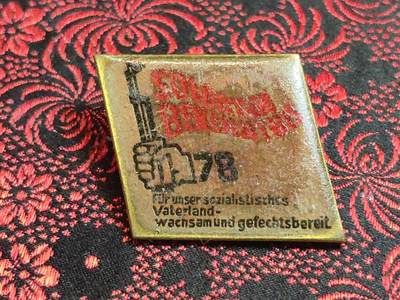 78
Für unser sozialistisches
Vaterland-
wachsam und gefechtsbereit